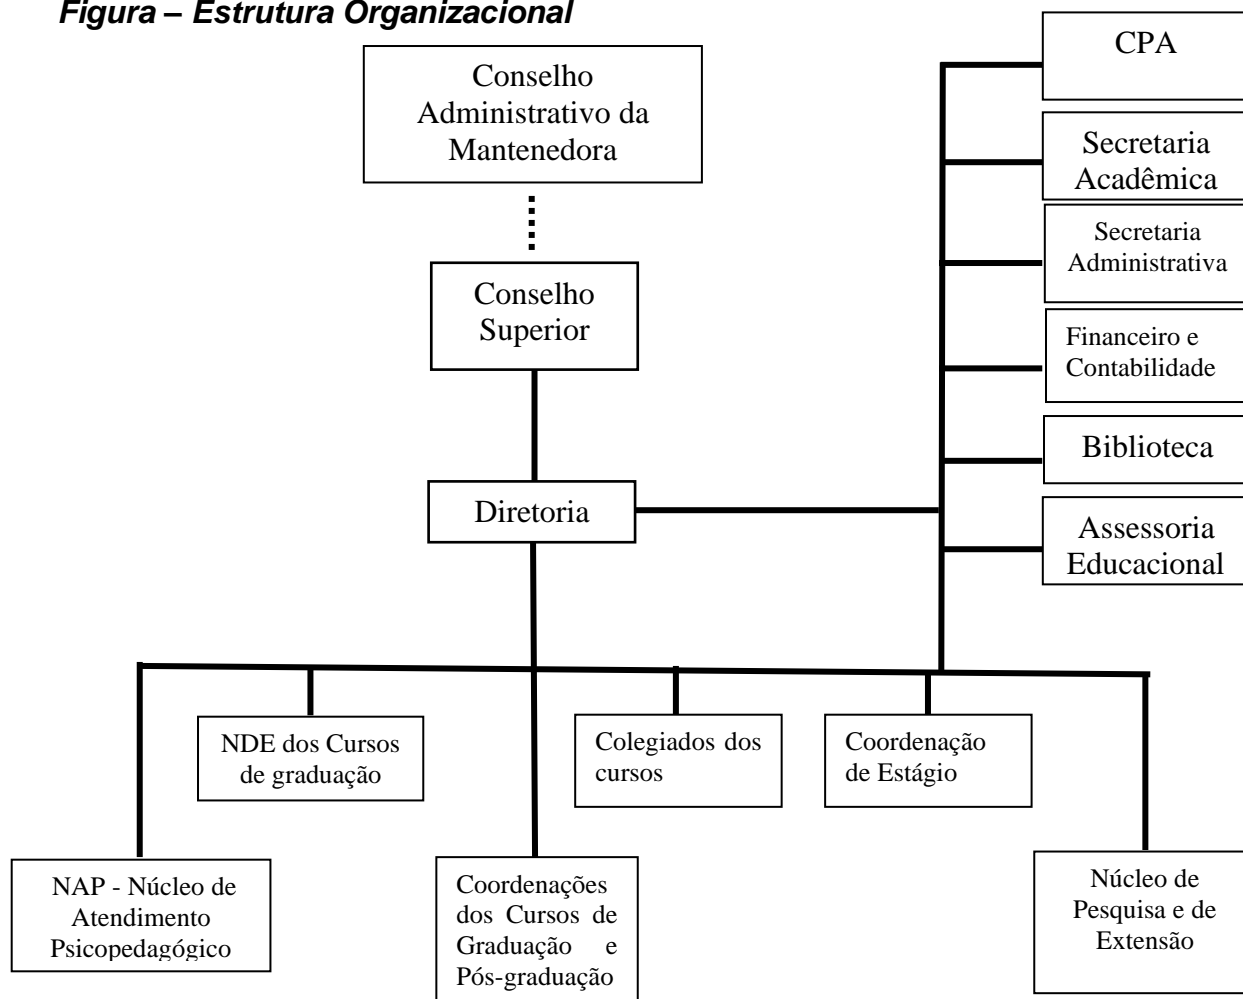 Figura – Estrutura Organizacional
Conselho
Administrativo da
Mantenedora
Conselho
Superior
Diretoria
CPA
Secretaria
Acadêmica
Secretaria
Administrativa
Financeiro e
Contabilidade
Biblioteca
Assessoria
Educacional
NDE dos Cursos
de graduação
Colegiados dos
cursos
Coordenação
de Estágio
NAP - Núcleo de
Atendimento
Psicopedagógico
Coordenações
dos Cursos de
Graduação e
Pós-graduação
Núcleo de
Pesquisa e de
Extensão